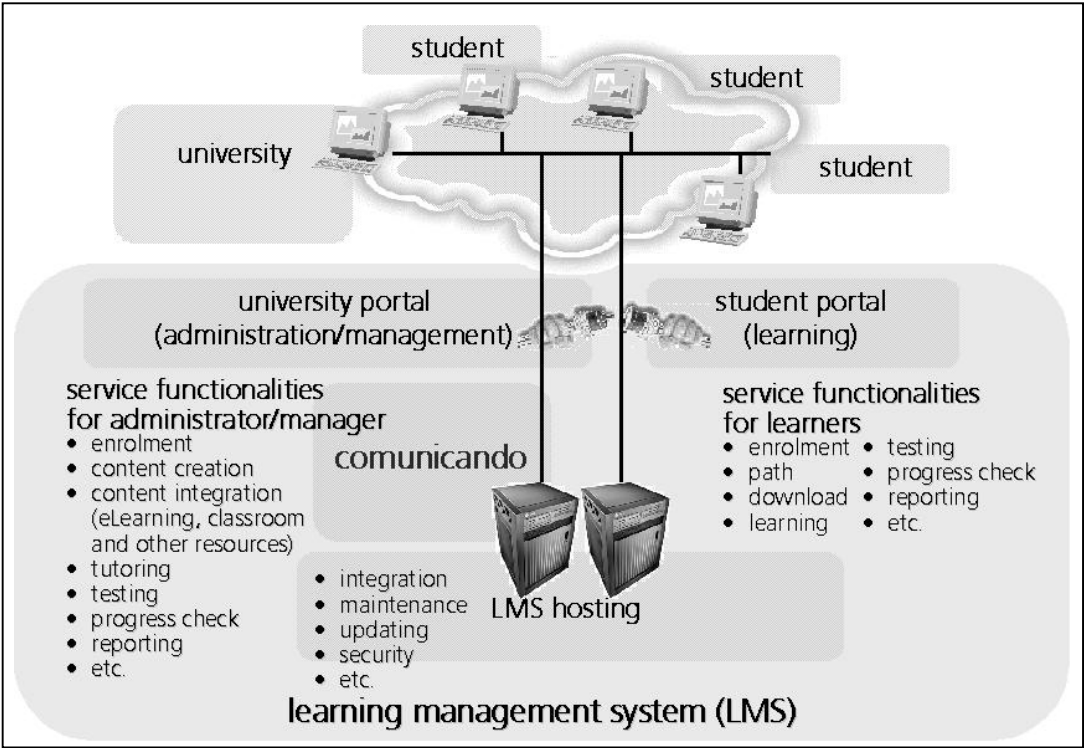 student
student
university
student
university portal
(administration/management)
student portal
(learning)
service functionalities
for administrator/manager
• enrolment
• content creation
• content integration
(eLearning, classroom
and other resources)
• tutoring
• testing
• progress check
• reporting
• etc.
comunicando
service functionalities
for learners
• enrolment
• path
• download
• learning
• testing
• progress check
• reporting
• etc.
LMS hosting
• integration
• maintenance
• updating
• security
• etc.
learning management system (LMS)